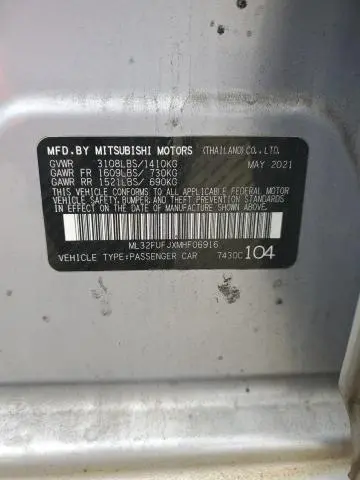 MFD.BY MITSUBISHI MOTORS (THAILAND) CO., LTD.
GVWR 3108LBS/1410KG MAY 2021
GAWR FR 1609LBS/ 730KG
GAWR RR 1521LBS/ 690KG
THIS VEHICLE CONFORMS TO ALL APPLICABLE FEDERAL MOTOR
VEHICLE SAFETY, BUMPER, AND THEFT PREVENTION
STANDARDS IN EFFECT ON THE DATE OF MANUFACTURE
SHOWN ABOVE.
ML32FUFJXMHF06916
VEHICLE TYPE:PASSENGER CAR 7430C 104